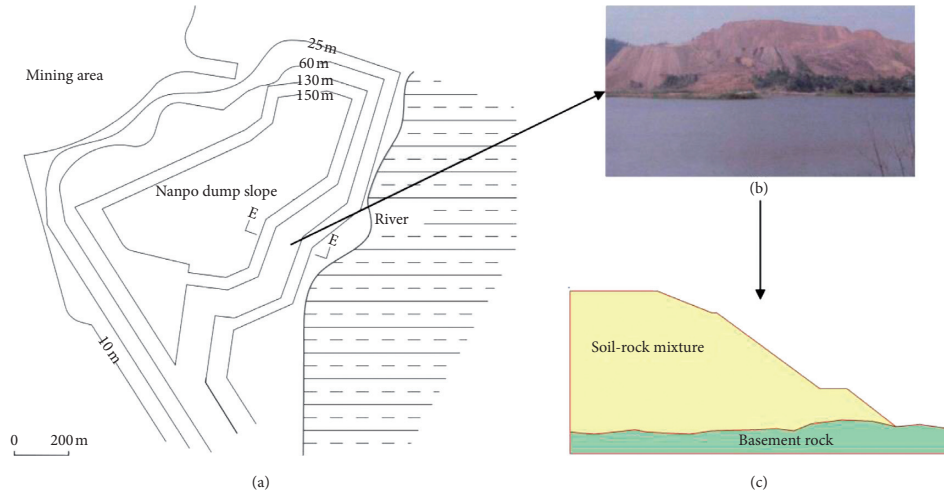 25 m
60 m
130 m
150 m
Mining area
Nanpo dump slope
E
E
River
10 m
0 200 m
(a)
(b)
Soil-rock mixture
Basement rock
(c)